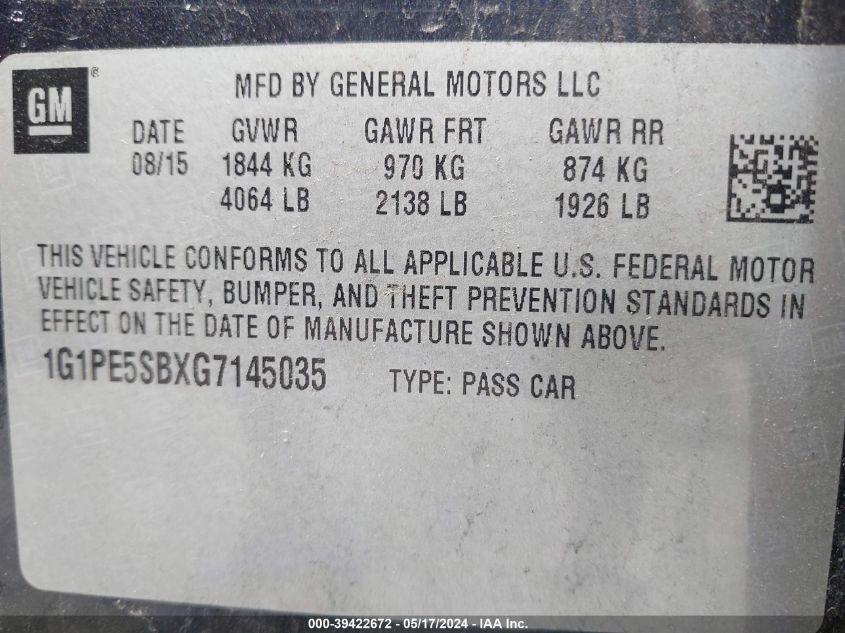 MFD BY GENERAL MOTORS LLC
GM®
DATE GVWR GAWR FRT GAWR RR
08/15 1844 KG 970 KG 874 KG
4064 LB 2138 LB 1926 LB
THIS VEHICLE CONFORMS TO ALL APPLICABLE U.S. FEDERAL MOTOR
VEHICLE SAFETY, BUMPER, AND THEFT PREVENTION STANDARDS IN
EFFECT ON THE DATE OF MANUFACTURE SHOWN ABOVE.
1G1PE5SBXG7145035 TYPE: PASS CAR
000-39422672 - 05/17/2024 - IAA Inc.